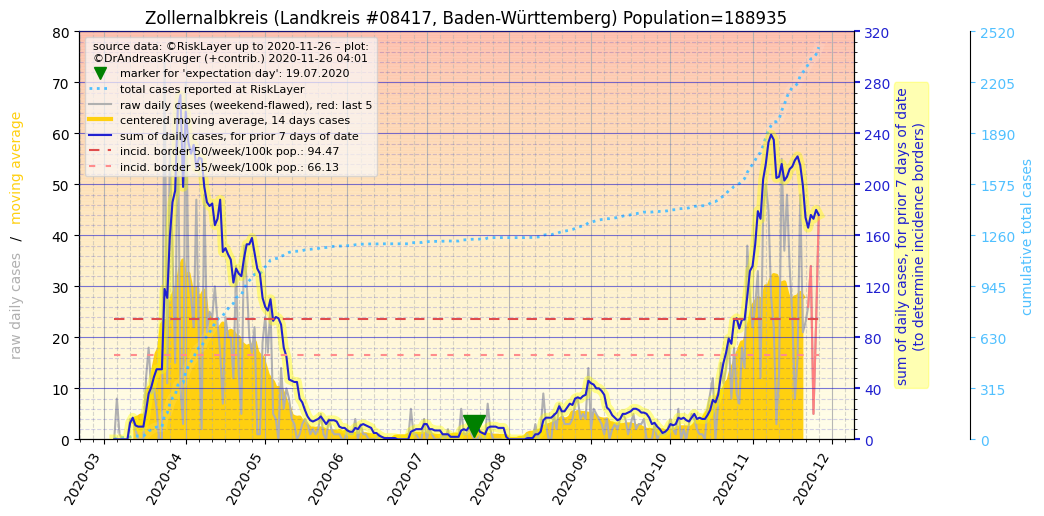 Zollernalbkreis (Landkreis #08417, Baden-Württemberg) Population=188935
source data: ©RiskLayer up to 2020-11-26 – plot:
©DrAndreasKruger (+contrib.) 2020-11-26 04:01
marker for 'expectation day': 19.07.2020
total cases reported at RiskLayer
raw daily cases (weekend-flawed), red: last 5
centered moving average, 14 days cases
sum of daily cases, for prior 7 days of date
incid. border 50/week/100k pop.: 94.47
incid. border 35/week/100k pop.: 66.13
raw daily cases / moving average
80
70
60
50
40
30
20
10
0
2020-03
2020-04
2020-05
2020-06
2020-07
2020-08
2020-09
2020-10
2020-11
2020-12
320
280
240
200
160
120
80
40
0
sum of daily cases, for prior 7 days of date
(to determine incidence borders)
2520
2205
1890
1575
1260
945
630
315
0
cumulative total cases